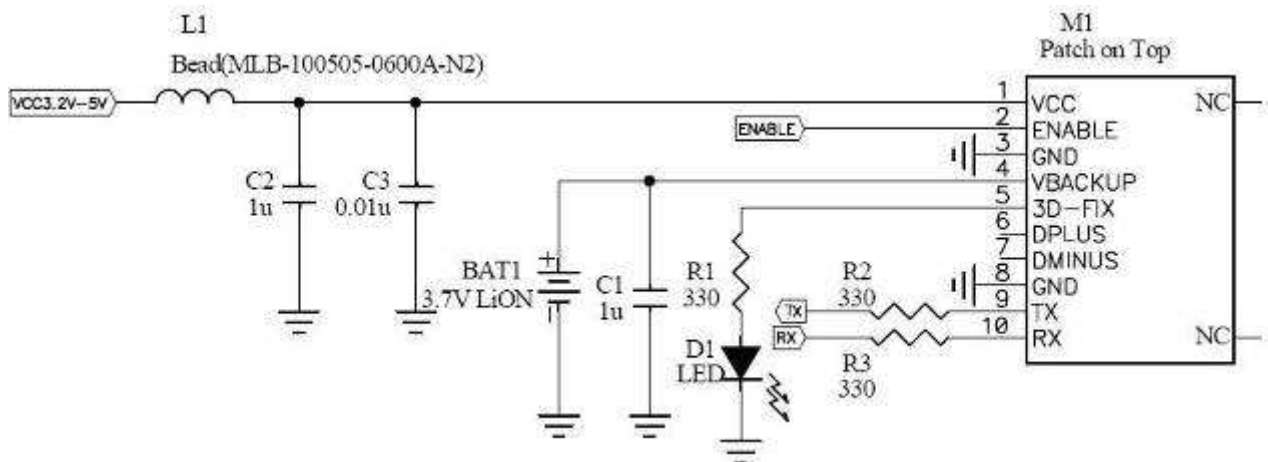 L1
Bead(MLB-100505-0600A-N2)
VCC3.2V-5V
M1
Patch on Top
1
VCC
NC
ENABLE
2
ENABLE
3
GND
4
VBACKUP
5
3D-FIX
6
DPLUS
7
DMINUS
8
GND
9
TX
10
RX
NC
C2
1u
C3
0.01u
BAT1
3.7V LiON
+
C1
1u
R1
330
D1
LED
R2
330
TX
RX
R3
330